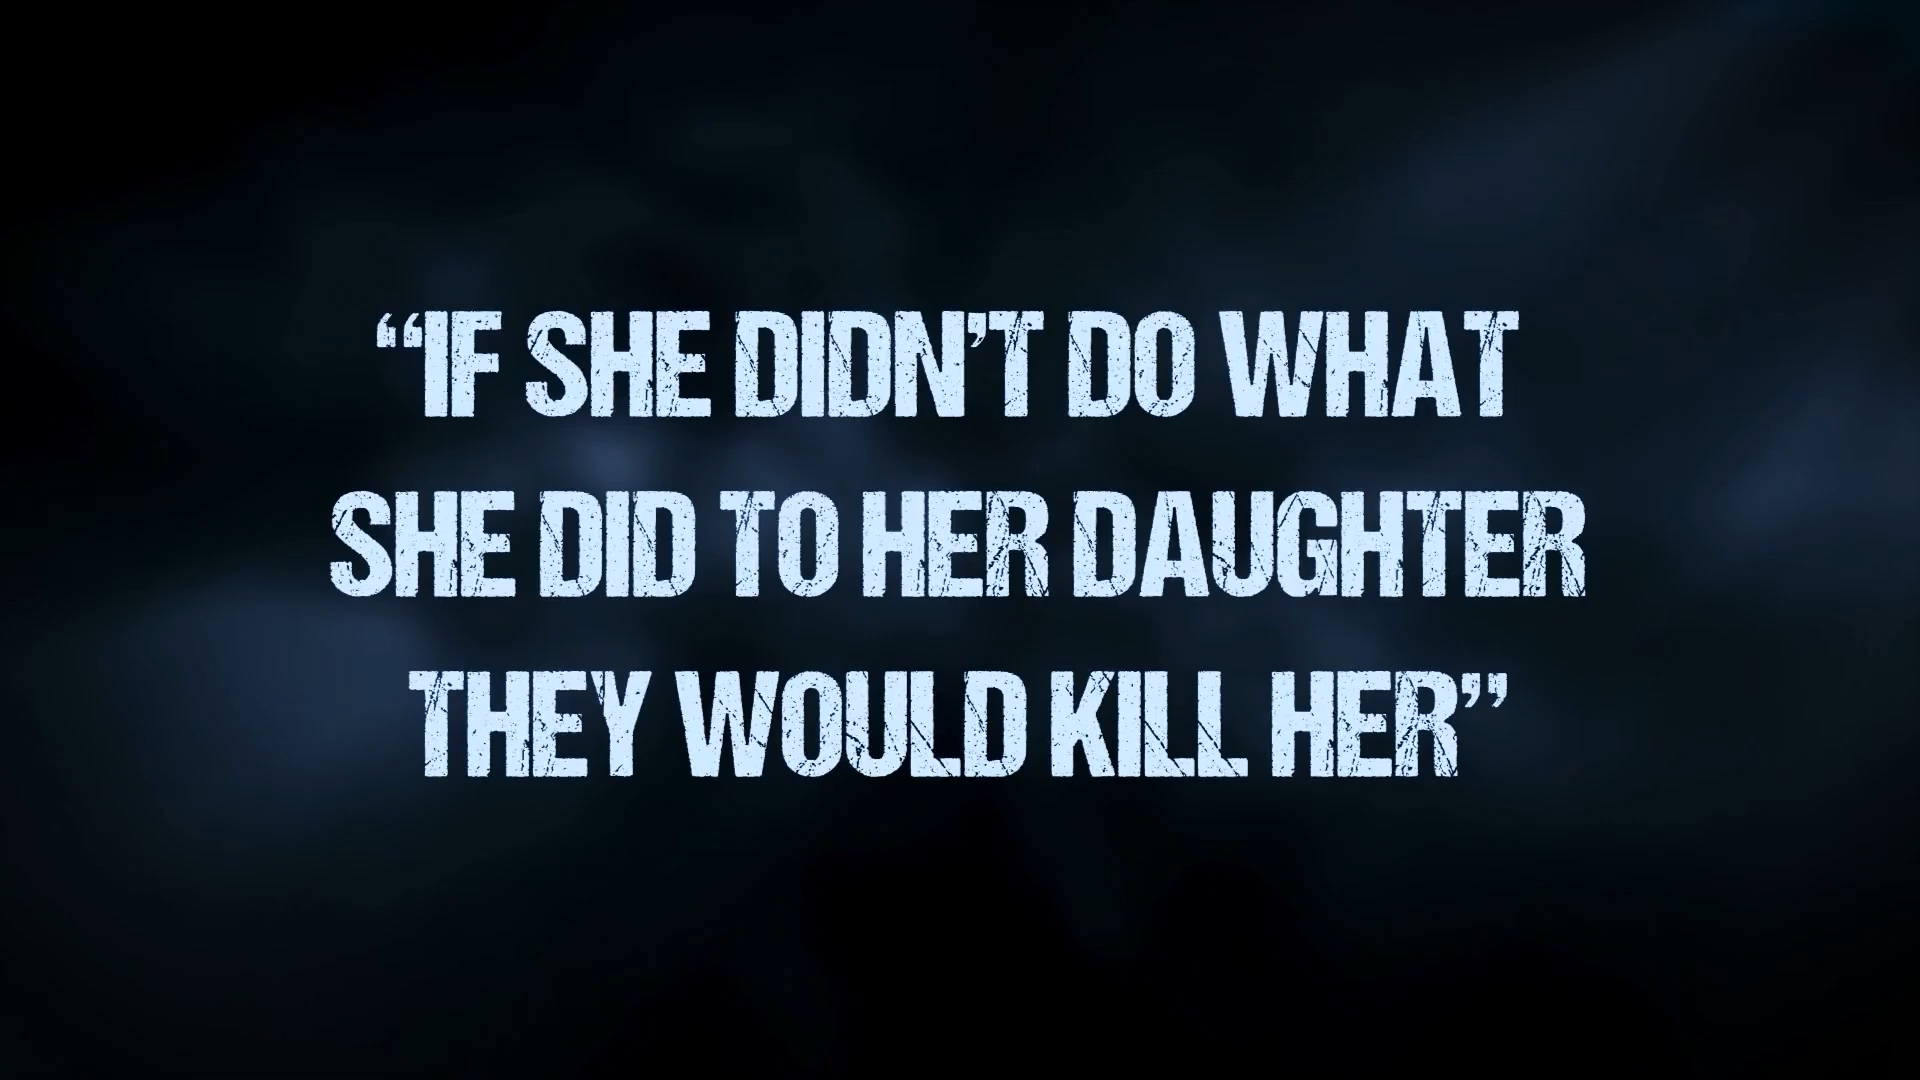 “IF SHE DIDN’T DO WHAT
SHE DID TO HER DAUGHTER
THEY WOULD KILL HER”